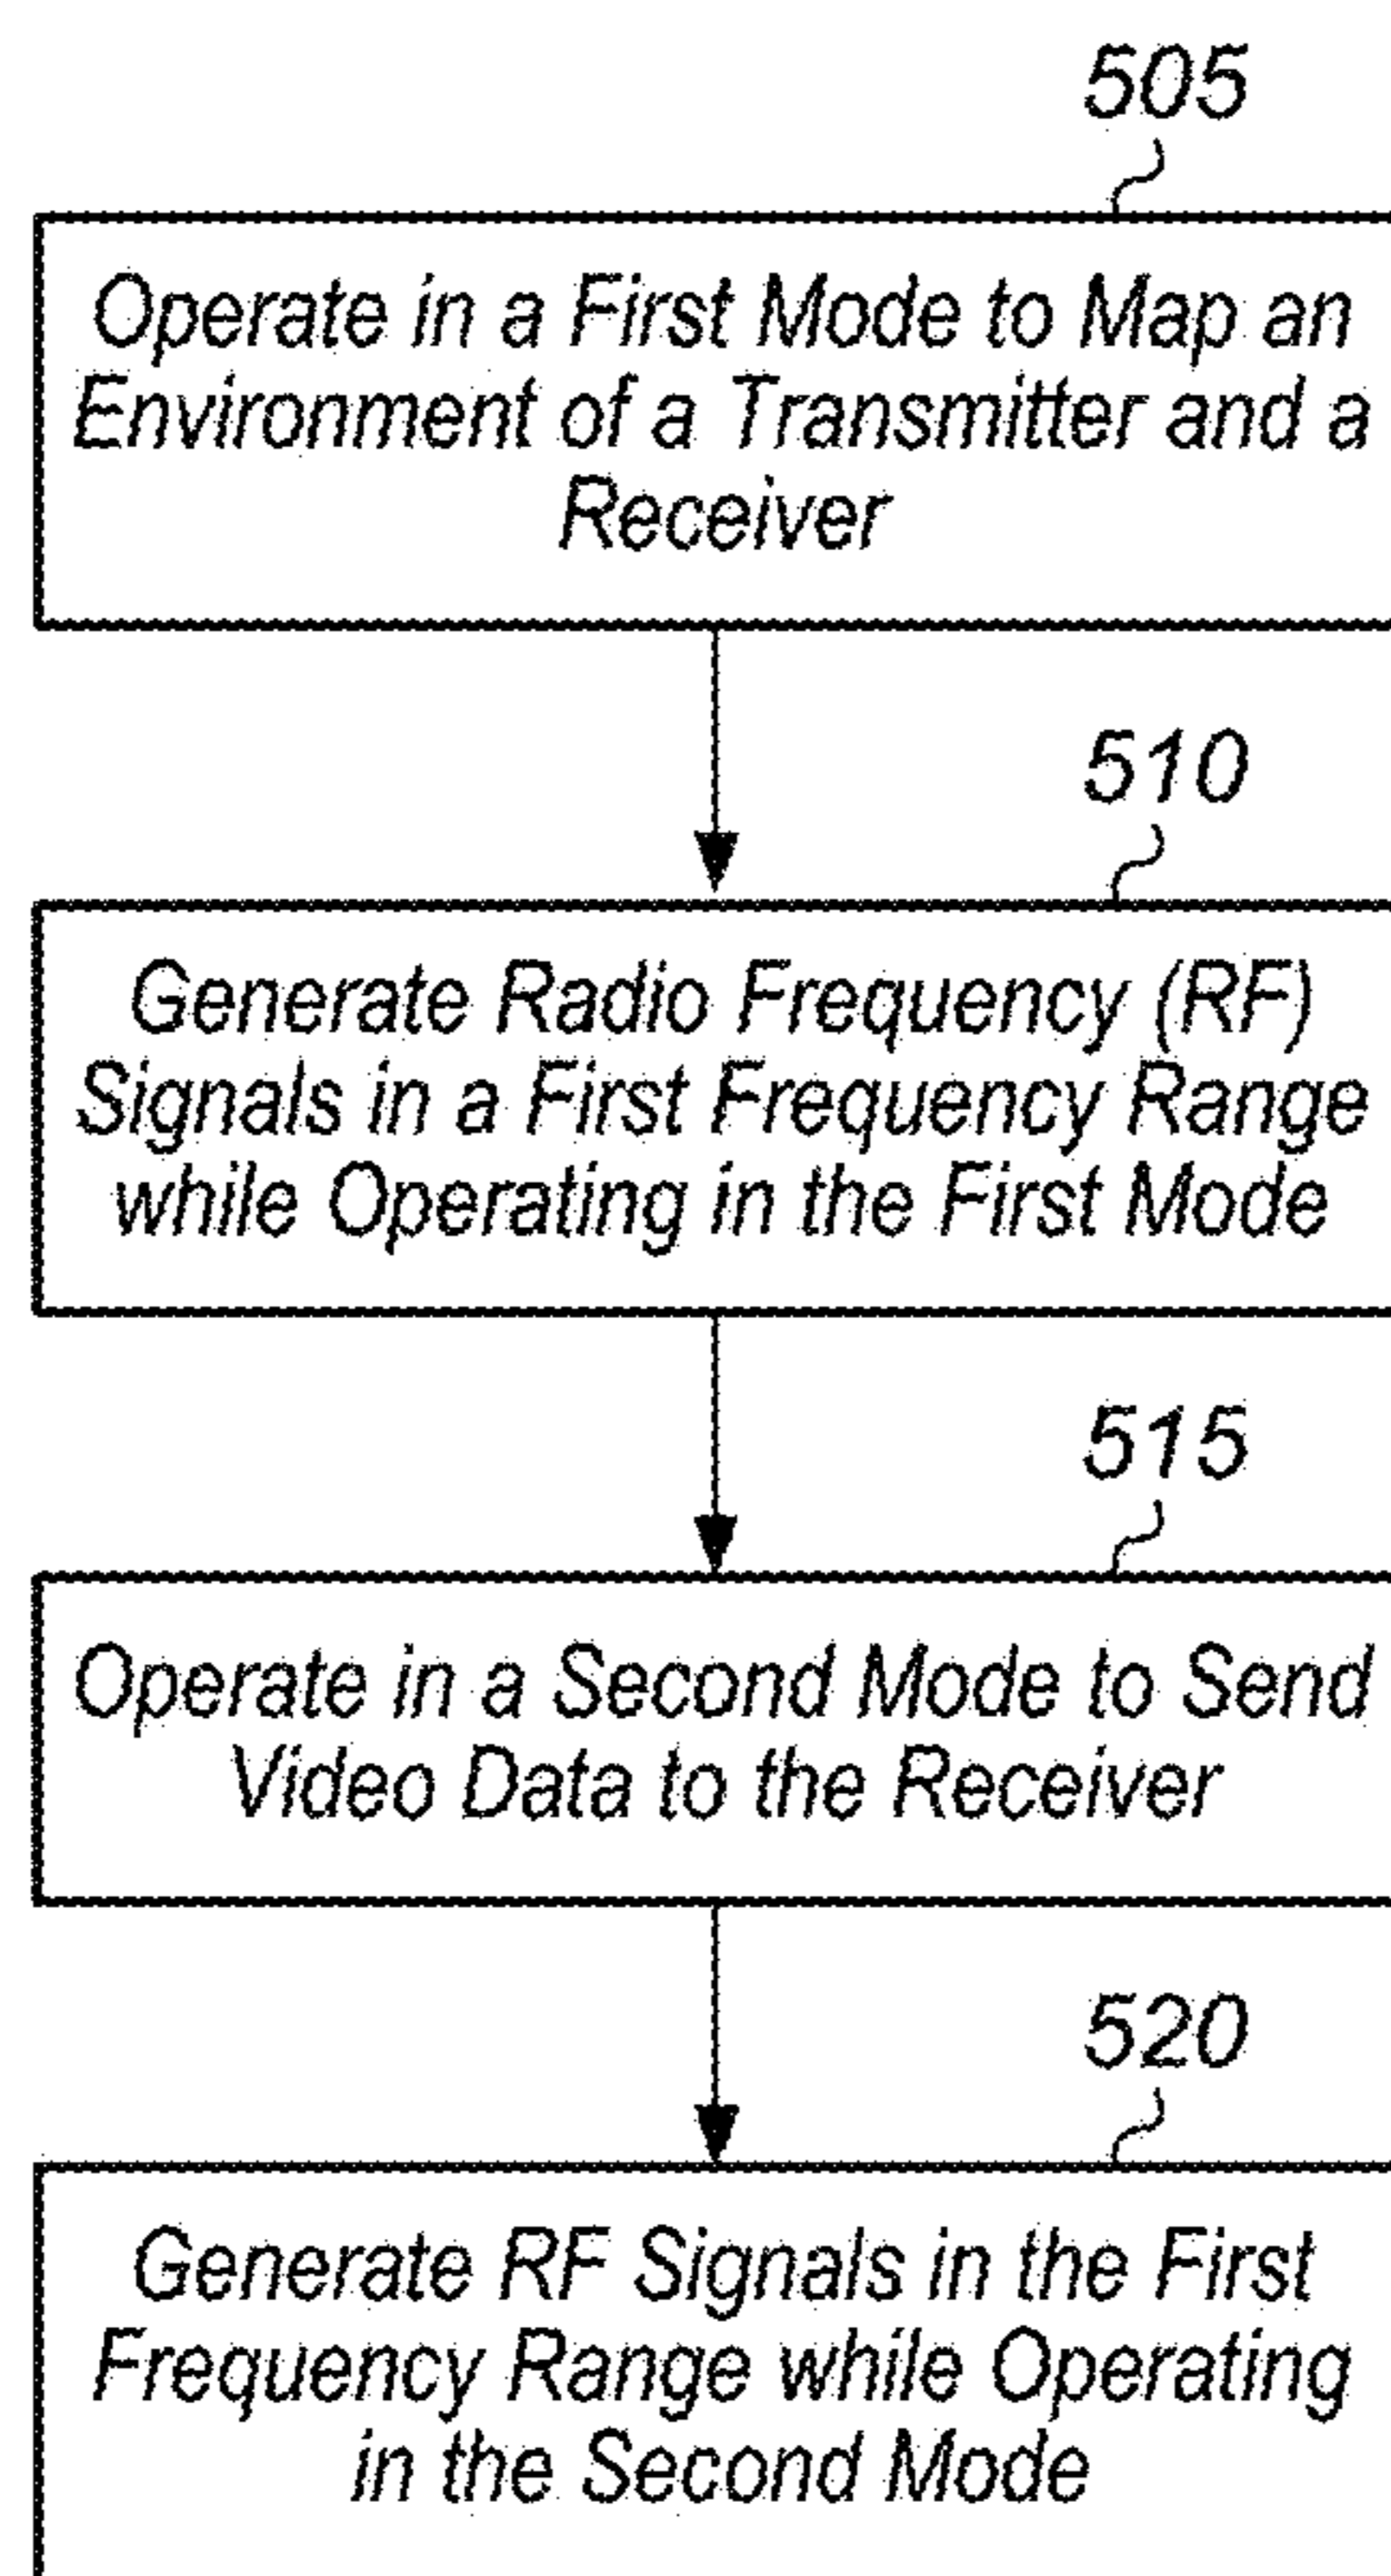 505
Operate in a First Mode to Map an
Environment of a Transmitter and a
Receiver
510
Generate Radio Frequency (RF)
Signals in a First Frequency Range
while Operating in the First Mode
515
Operate in a Second Mode to Send
Video Data to the Receiver
520
Generate RF Signals in the First
Frequency Range while Operating
in the Second Mode